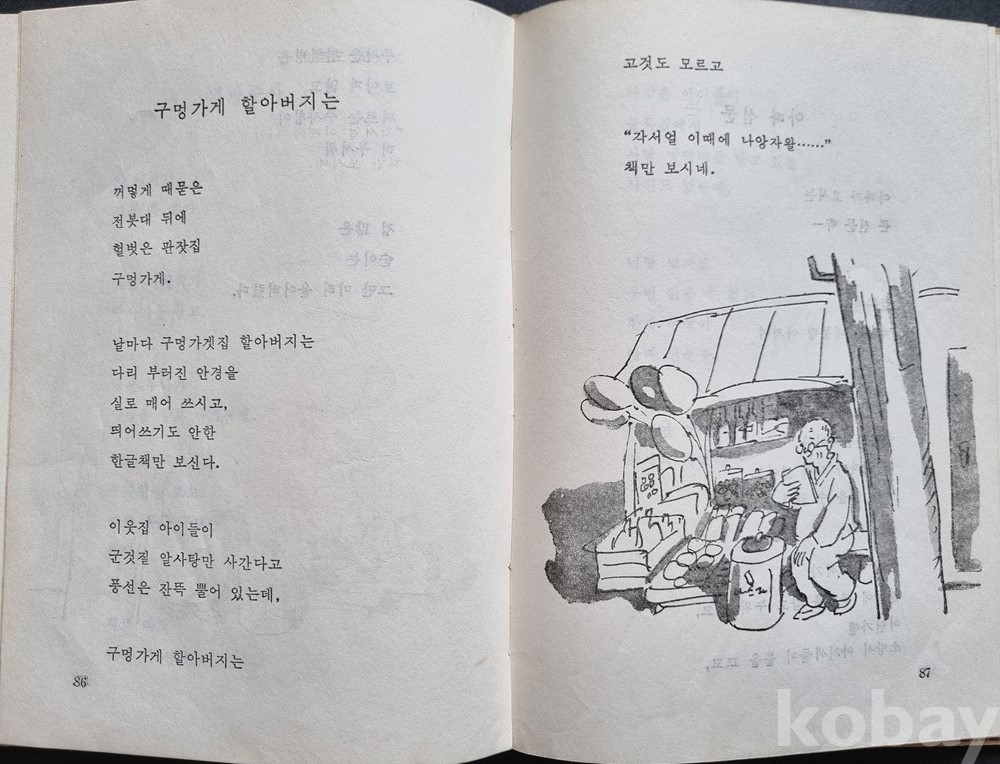 구멍가게 할아버지는
꺼멓게 때묻은
전봇대 뒤에
헐벗은 판잣집
구멍가게.
날마다 구멍가겟집 할아버지는
다리 부러진 안경을
실로 매어 쓰시고,
띄어쓰기도 안한
한글책만 보신다.
이웃집 아이들이
군것질 알사탕만 사간다고
풍선은 잔뜩 뿔어 있는데,
구멍가게 할아버지는
86
고것도 모르고
“각서얼 이때에 나앙자왈……”
책만 보시네.
87
kobay